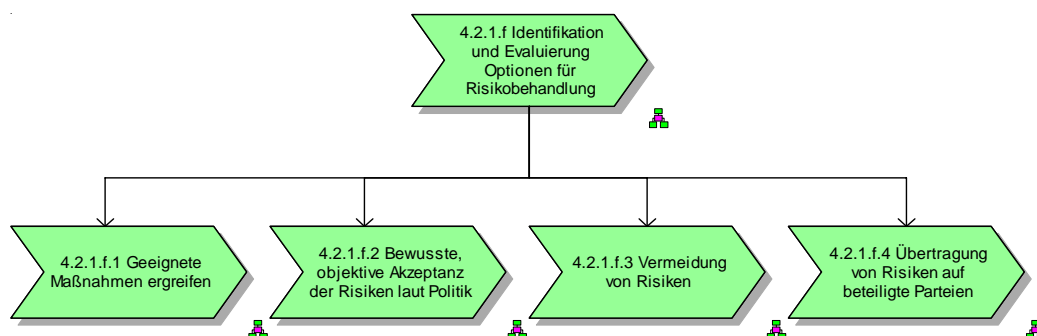 4.2.1.f Identifikation
und Evaluierung
Optionen für
Risikobehandlung
4.2.1.f.1 Geeignete
Maßnahmen ergreifen
4.2.1.f.2 Bewusste,
objektive Akzeptanz
der Risiken laut Politik
4.2.1.f.3 Vermeidung
von Risiken
4.2.1.f.4 Übertragung
von Risiken auf
beteiligte Parteien